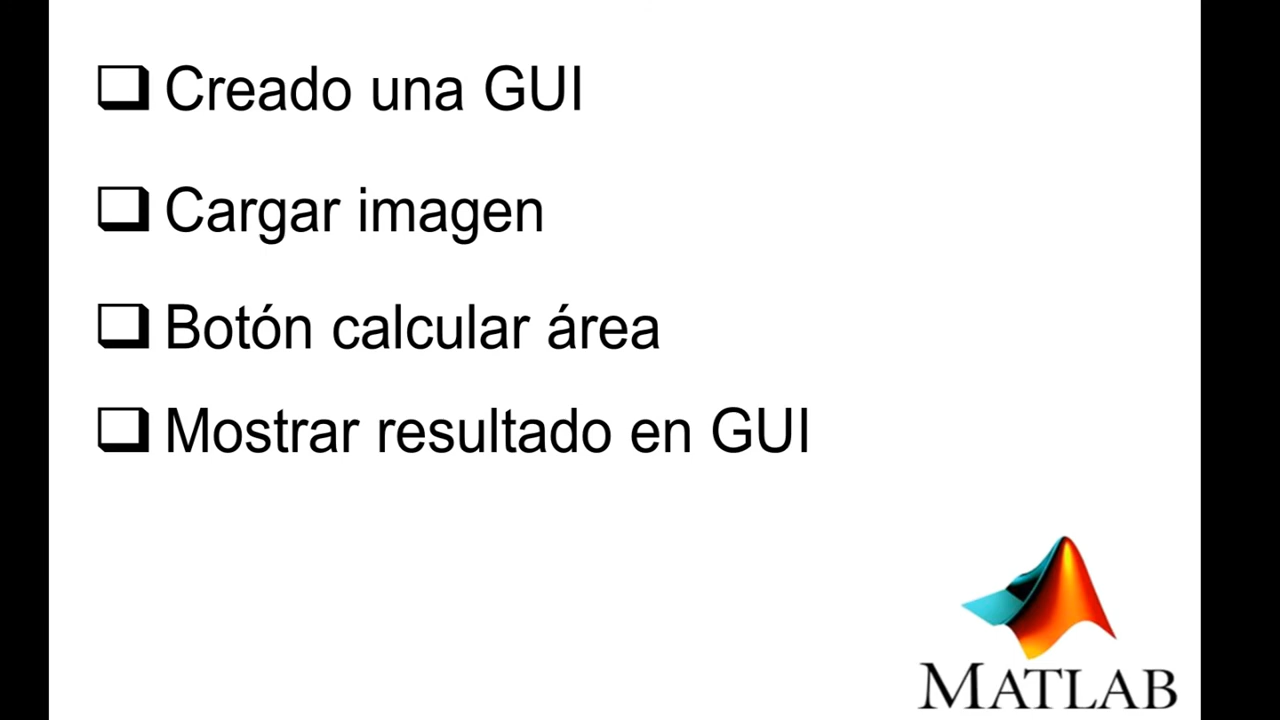 Creado una GUI
Cargar imagen
Botón calcular área
Mostrar resultado en GUI
MATLAB